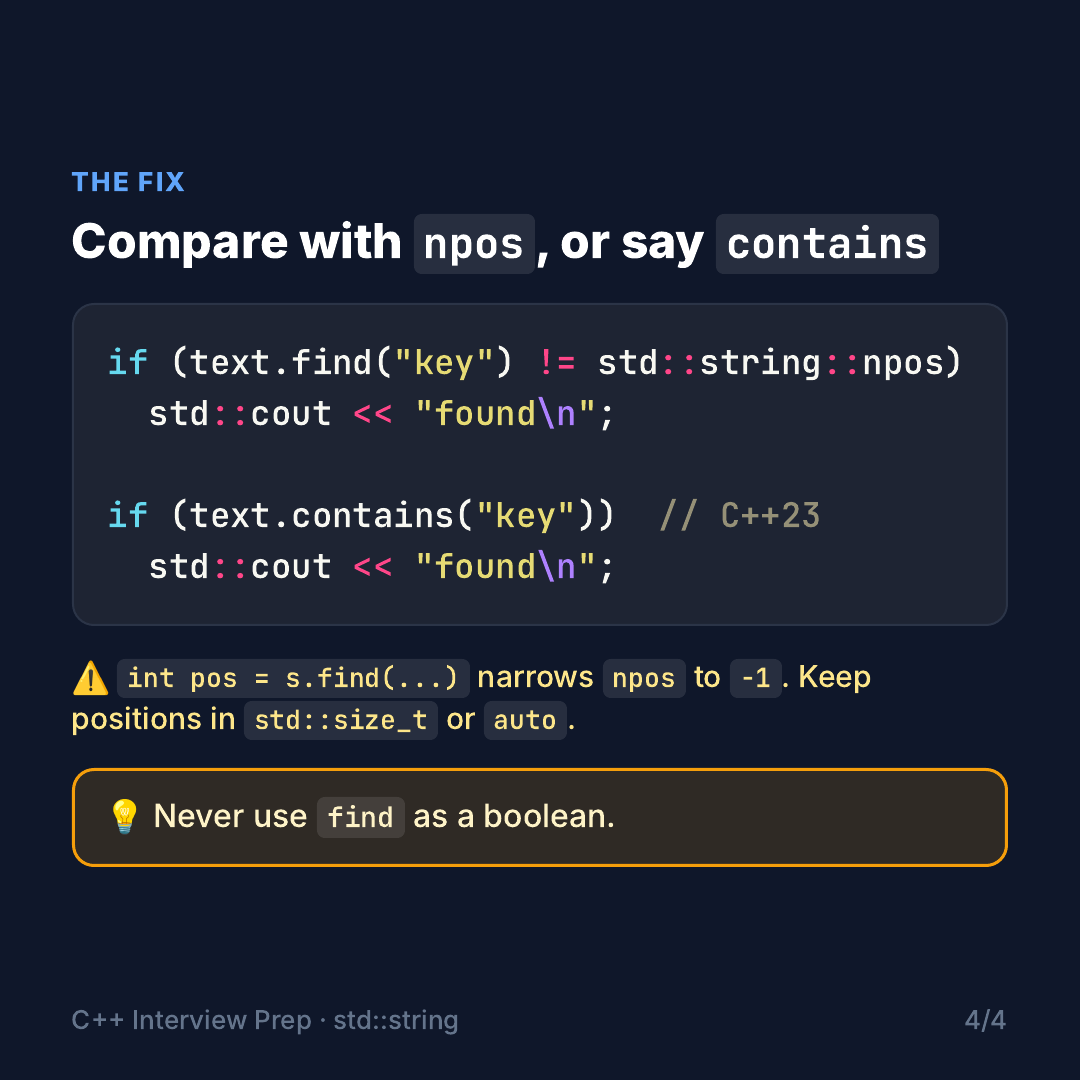 THE FIX
Compare with npos, or say contains
if (text.find("key") != std::string::npos)
  std::cout << "found\n";
if (text.contains("key"))  // C++23
  std::cout << "found\n";
⚠️ int pos = s.find(...) narrows npos to -1. Keep
positions in std::size_t or auto.
💡 Never use find as a boolean.
C++ Interview Prep · std::string
4/4